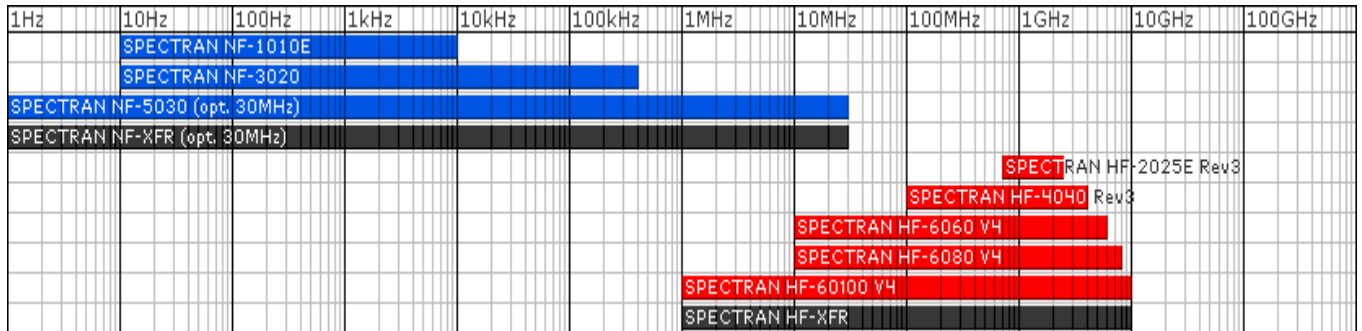 1Hz 10Hz 100Hz 1kHz 10kHz 100kHz 1MHz 10MHz 100MHz 1GHz 10GHz 100GHz
SPECTRAN NF-1010E
SPECTRAN NF-3020
SPECTRAN NF-5030 (opt. 30MHz)
SPECTRAN NF-XFR (opt. 30MHz)
SPECTRAN HF-2025E Rev3
SPECTRAN HF-4040 Rev3
SPECTRAN HF-6060 V4
SPECTRAN HF-6080 V4
SPECTRAN HF-60100 V4
SPECTRAN HF-XFR